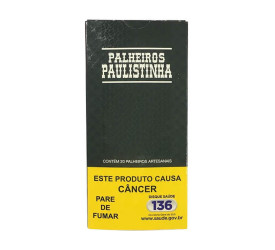 PALHEIROS
PAULISTINHA
CONTÉM 20 PALHEIROS ARTESANAIS
ESTE PRODUTO CAUSA
CÂNCER
PARE
DE
FUMAR
DISQUE SAÚDE
136
www.saude.gov.br